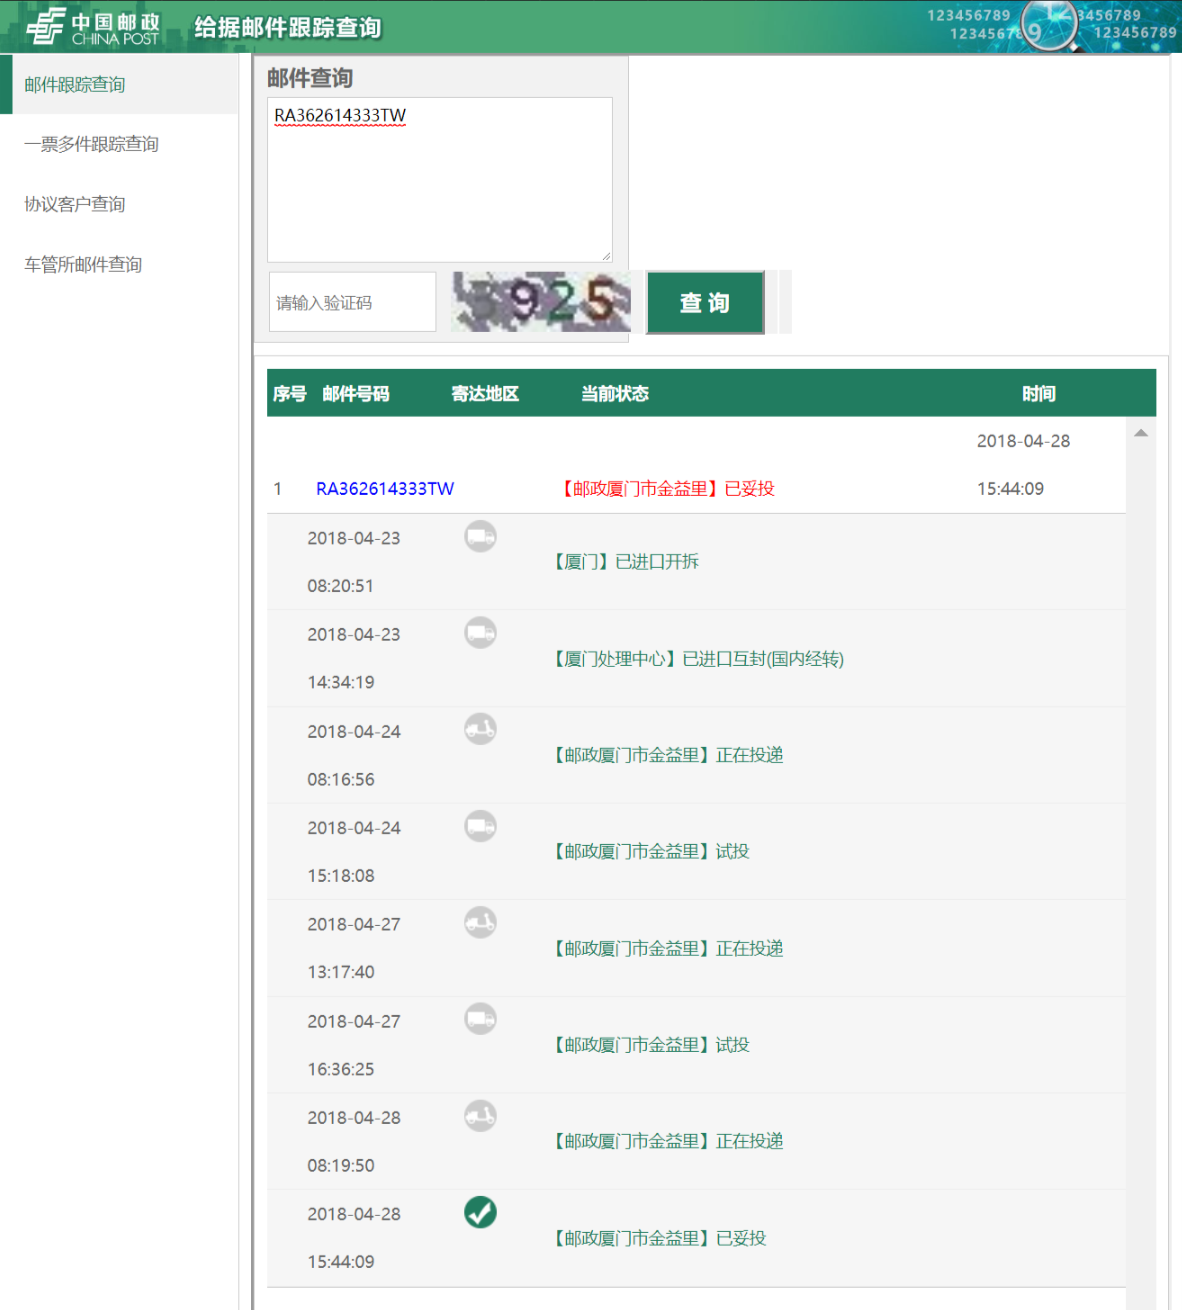 中国邮政
CHINA POST
给据邮件跟踪查询
123456789
3456789
12345678
9
123456789
邮件跟踪查询
一票多件跟踪查询
协议客户查询
车管所邮件查询
邮件查询
RA362614333TW
请输入验证码
3925
查 询
序号 邮件号码 寄达地区 当前状态 时间
2018-04-28
1 RA362614333TW 【邮政厦门市金益里】已妥投 15:44:09
2018-04-23
【厦门】已进口开拆
08:20:51
2018-04-23
【厦门处理中心】已进口互封(国内经转)
14:34:19
2018-04-24
【邮政厦门市金益里】正在投递
08:16:56
2018-04-24
【邮政厦门市金益里】试投
15:18:08
2018-04-27
【邮政厦门市金益里】正在投递
13:17:40
2018-04-27
【邮政厦门市金益里】试投
16:36:25
2018-04-28
【邮政厦门市金益里】正在投递
08:19:50
2018-04-28
【邮政厦门市金益里】已妥投
15:44:09